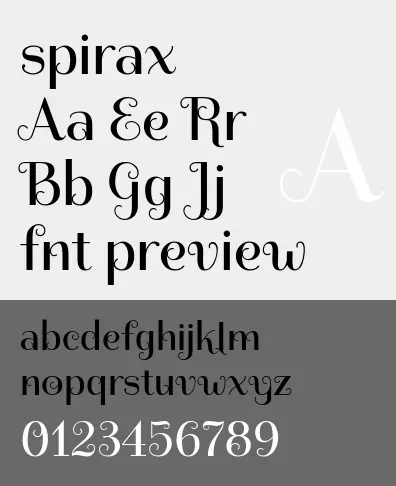 spirax
Aa Ee Rr
A
Bb Gg Jj
fnt preview
abcdefghijklm
nopqrstuvwxyz
0123456789